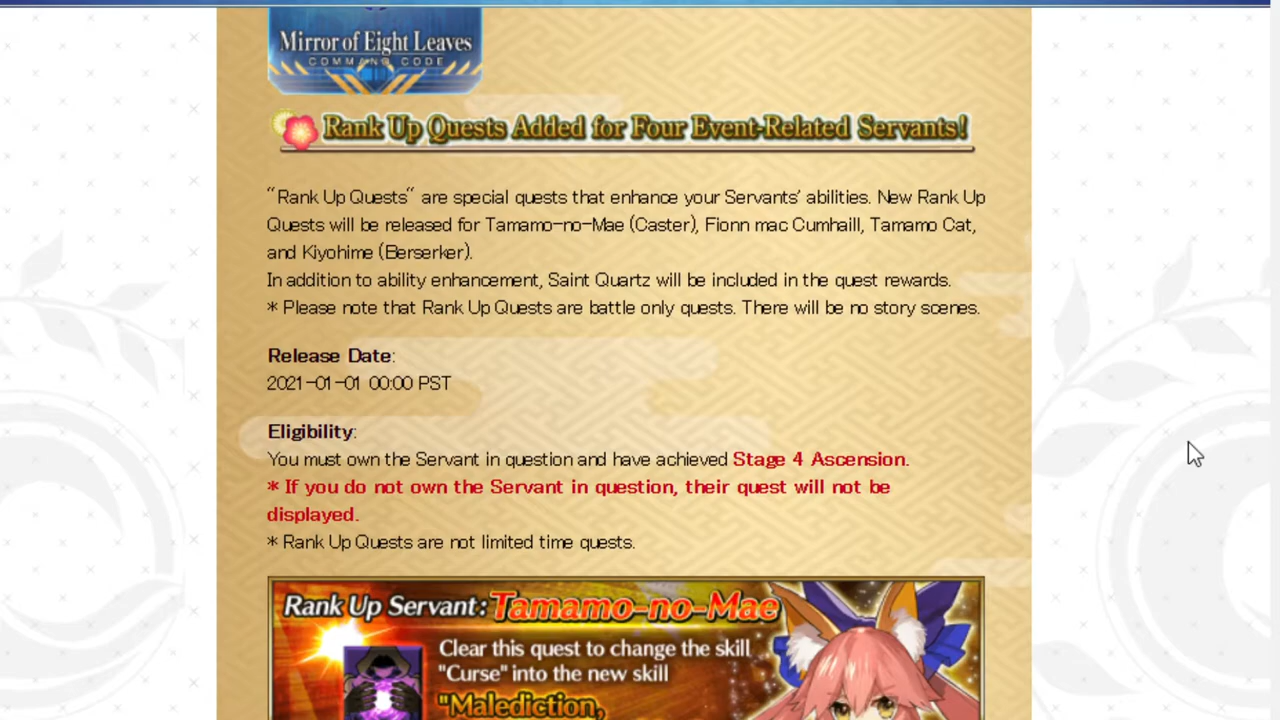 Mirror of Eight Leaves
COMMAND CODE
Rank Up Quests Added for Four Event-Related Servants!
"Rank Up Quests" are special quests that enhance your Servants' abilities. New Rank Up
Quests will be released for Tamamo-no-Mae (Caster), Fionn mac Cumhaill, Tamamo Cat,
and Kiyohime (Berserker).
In addition to ability enhancement, Saint Quartz will be included in the quest rewards.
* Please note that Rank Up Quests are battle only quests. There will be no story scenes.
Release Date:
2021-01-01 00:00 PST
Eligibility:
You must own the Servant in question and have achieved Stage 4 Ascension.
* If you do not own the Servant in question, their quest will not be
displayed.
* Rank Up Quests are not limited time quests.
Rank Up Servant: Tamamo-no-Mae
Clear this quest to change the skill
"Curse" into the new skill
"Malediction,